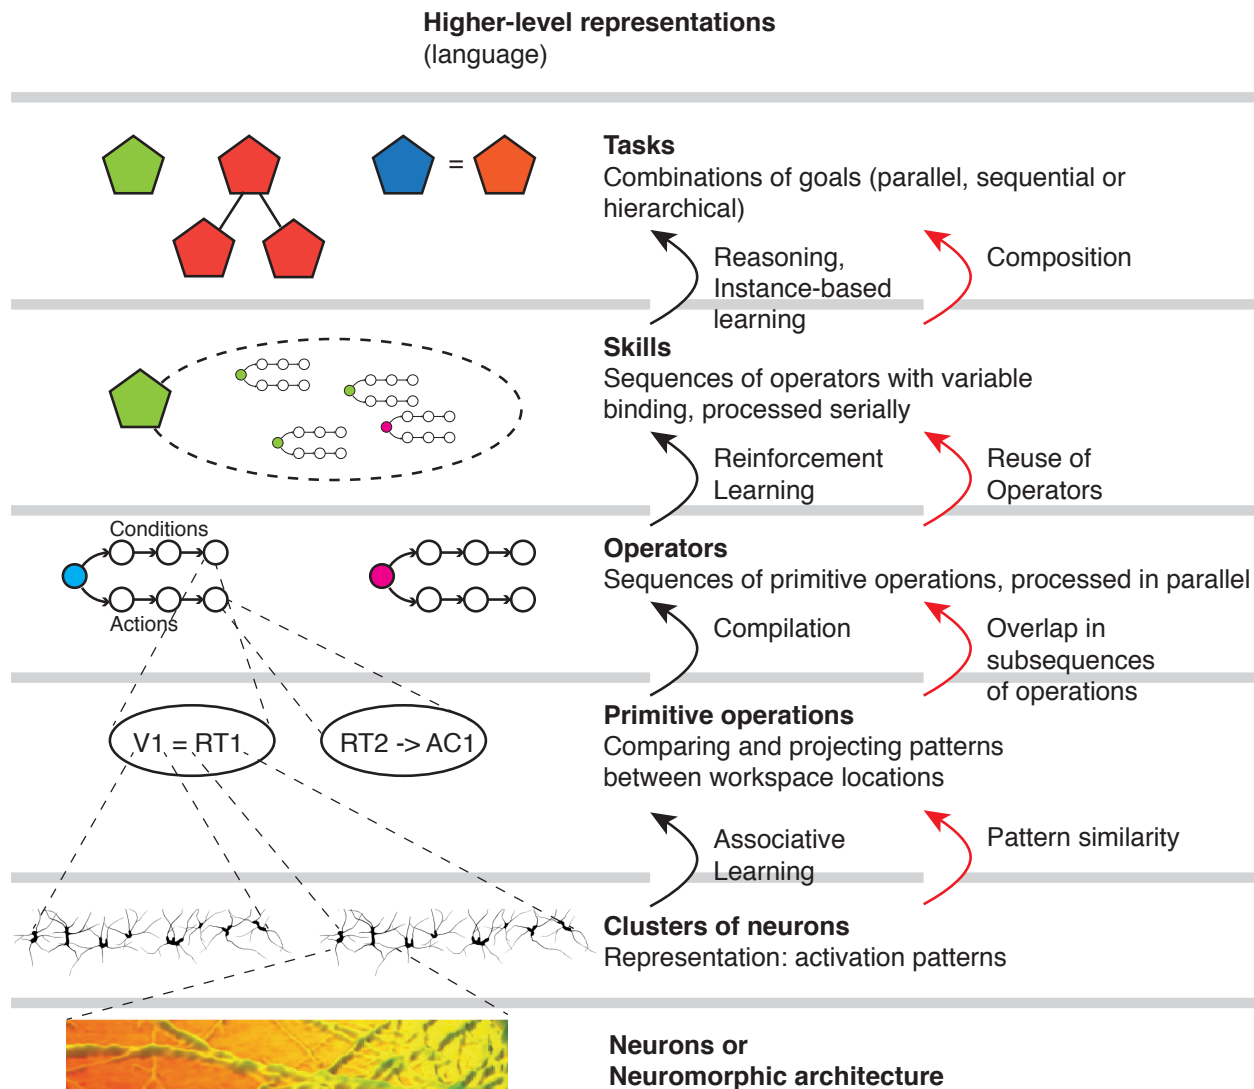 Higher-level representations
(language)
=
Tasks
Combinations of goals (parallel, sequential or
hierarchical)
Reasoning,
Instance-based
learning
Composition
Skills
Sequences of operators with variable
binding, processed serially
Reinforcement
Learning
Reuse of
Operators
Conditions
Actions
Operators
Sequences of primitive operations, processed in parallel
Compilation
Overlap in
subsequences
of operations
V1 = RT1
RT2 -> AC1
Primitive operations
Comparing and projecting patterns
between workspace locations
Associative
Learning
Pattern similarity
Clusters of neurons
Representation: activation patterns
Neurons or
Neuromorphic architecture